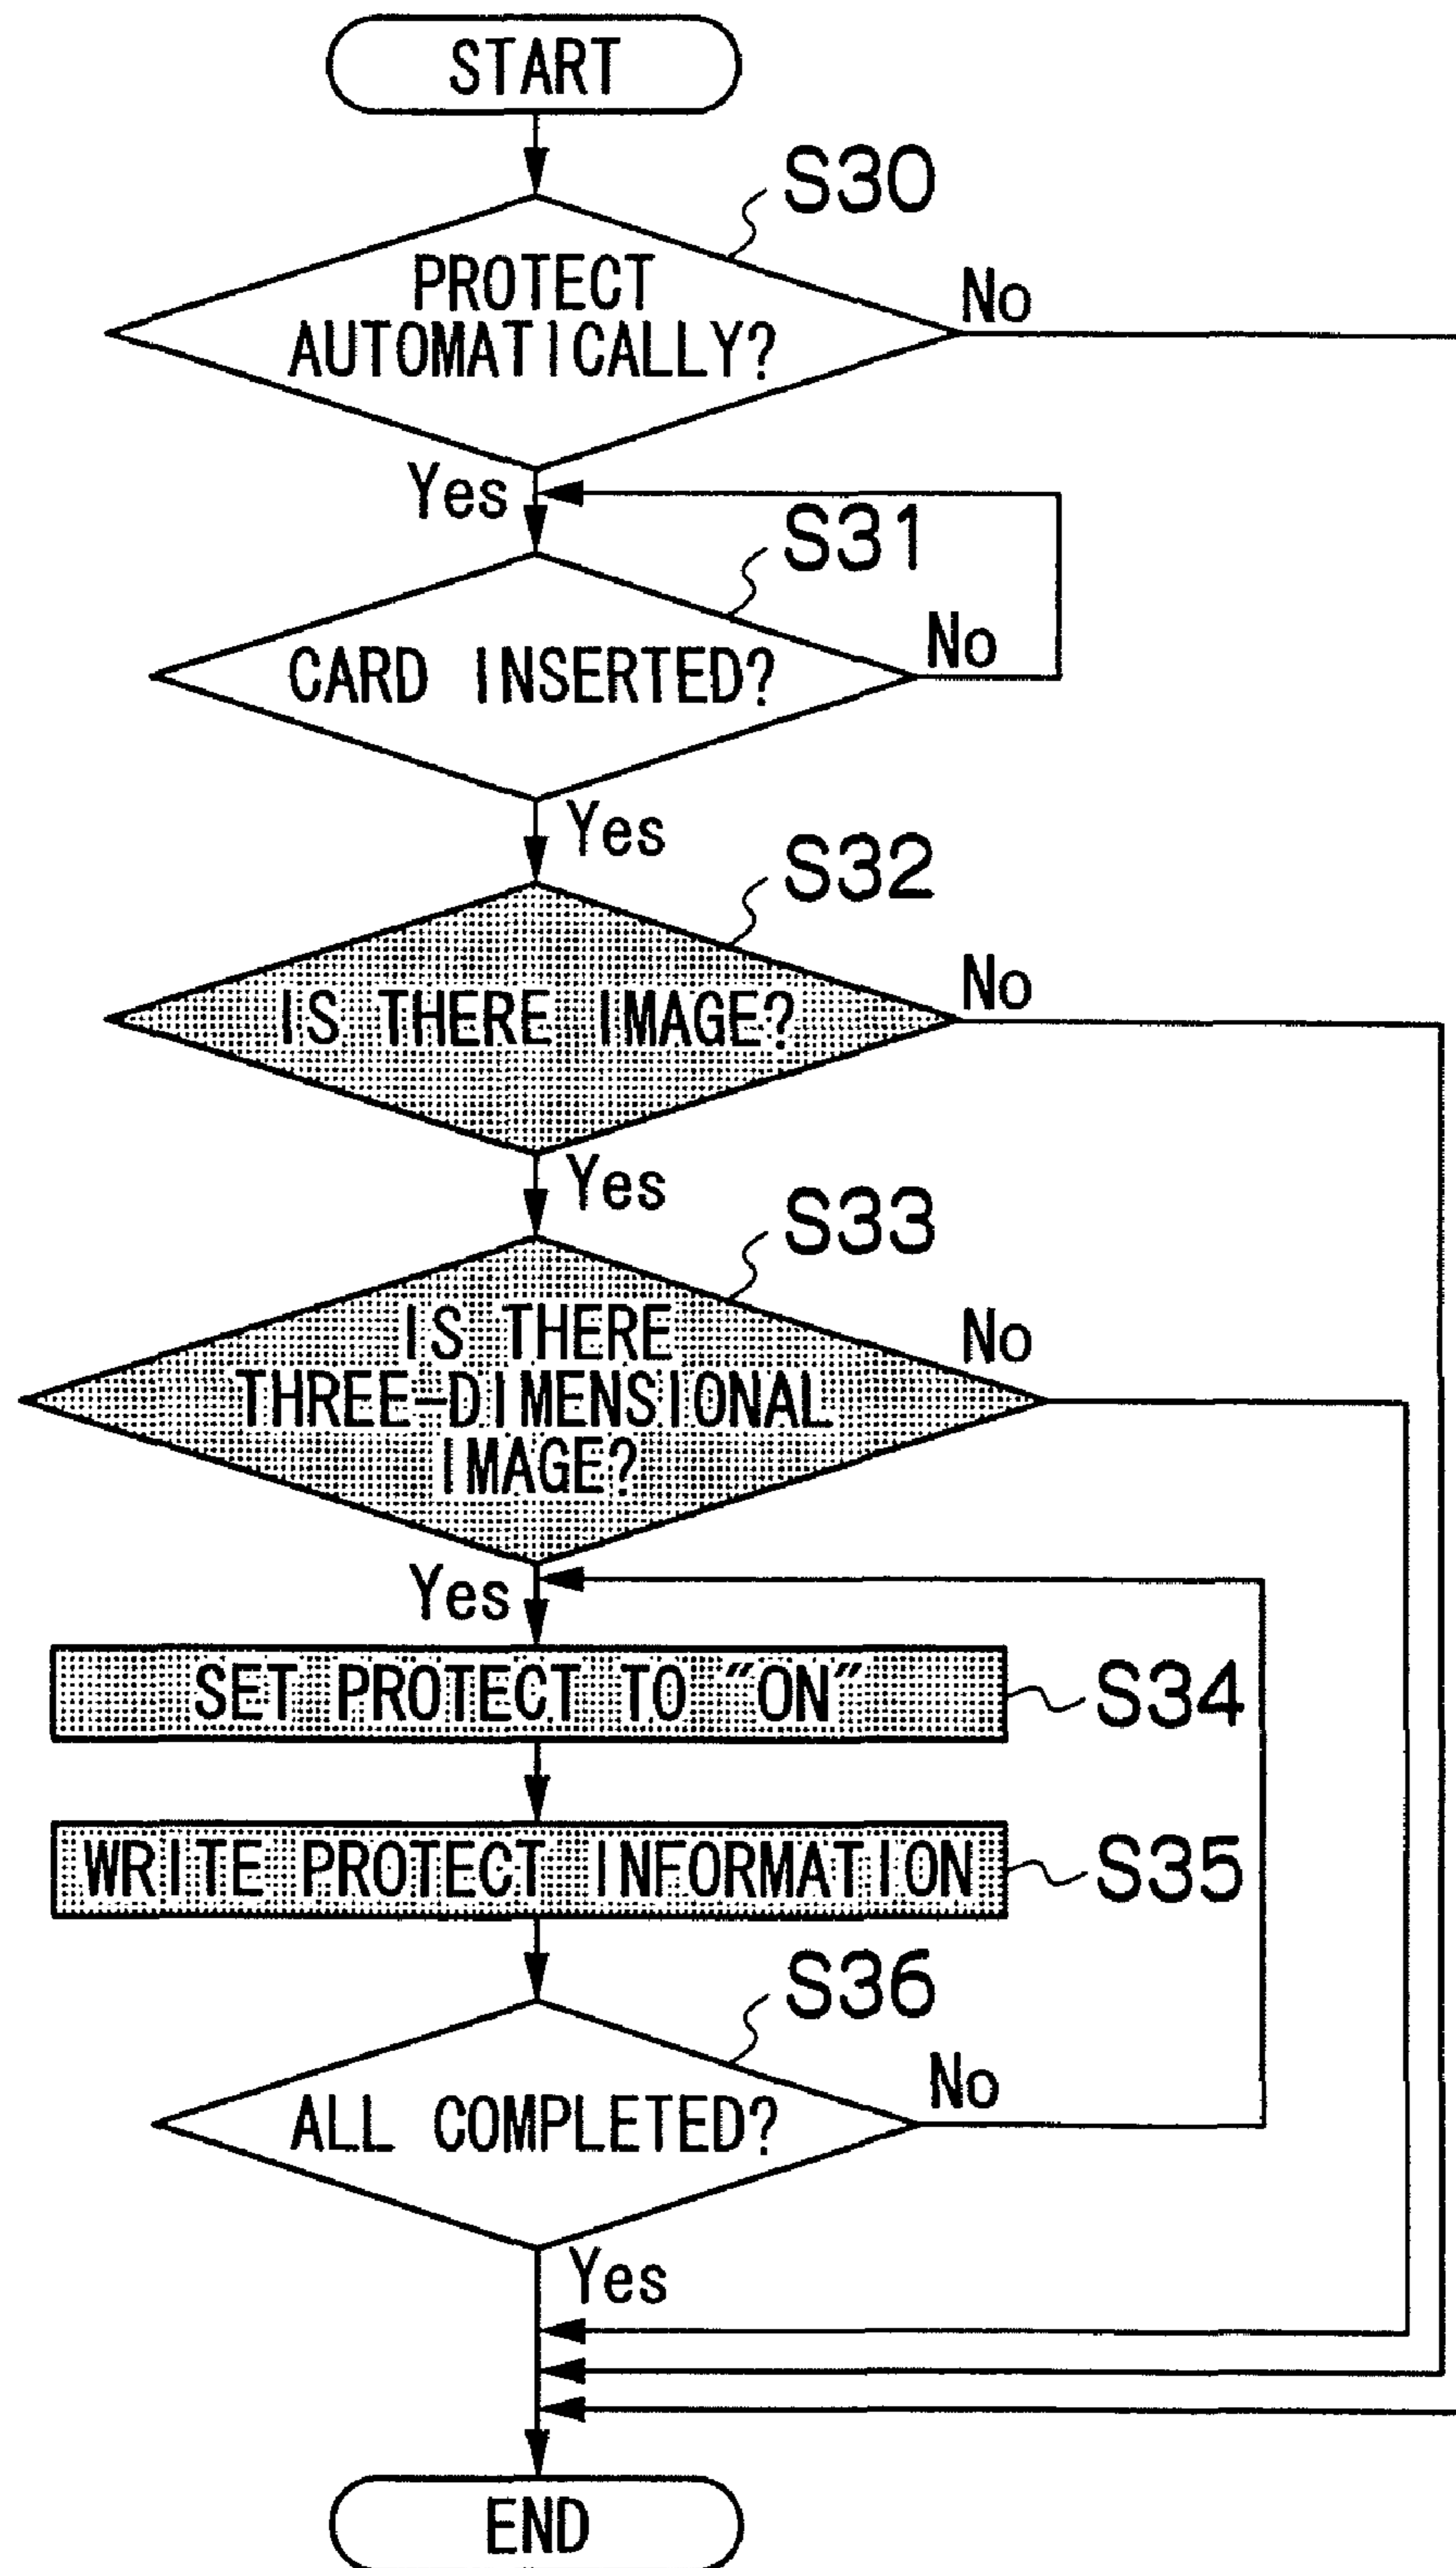 START
S30
PROTECT
AUTOMATICALLY?
No
Yes
S31
CARD INSERTED?
No
Yes
S32
IS THERE IMAGE?
No
Yes
S33
IS THERE
THREE-DIMENSIONAL
IMAGE?
No
Yes
SET PROTECT TO "ON"
S34
WRITE PROTECT INFORMATION
S35
S36
ALL COMPLETED?
No
Yes
END